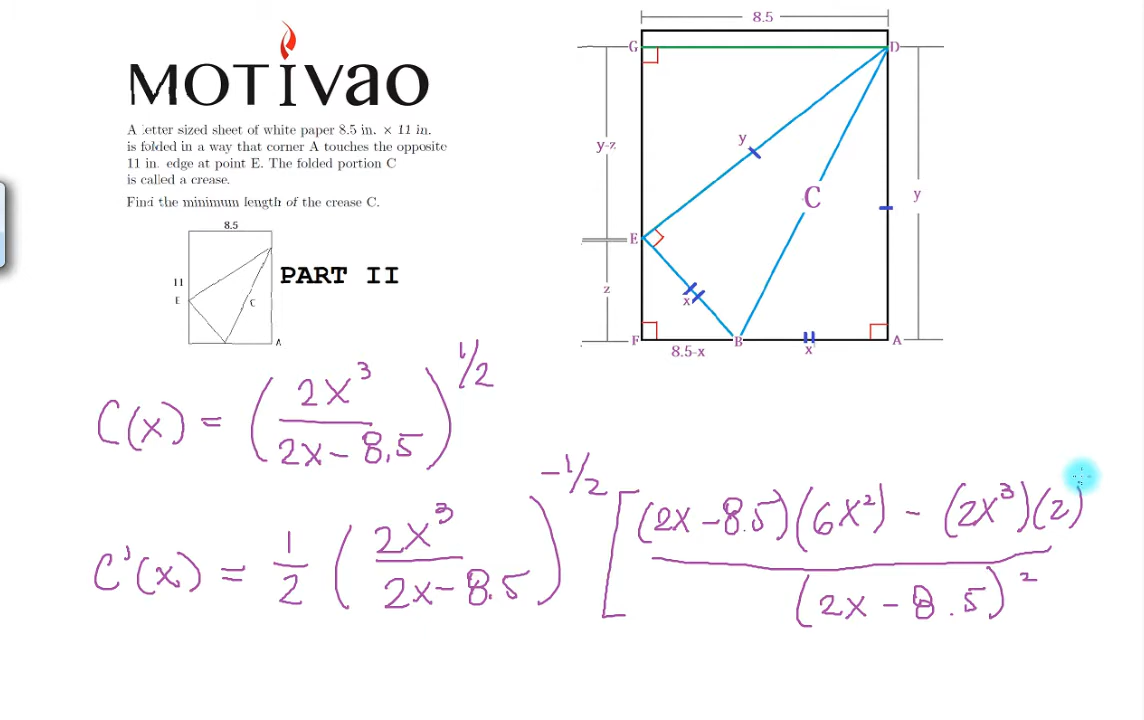 MOTIVAO
A letter sized sheet of white paper 8.5 in. × 11 in.
is folded in a way that corner A touches the opposite
11 in. edge at point E. The folded portion C
is called a crease.
Find the minimum length of the crease C.
8.5
11
E
C
A
PART II
8.5
G
D
y
y-z
C
y
E
z
x
F
B
A
8.5-x
x
C(x) = (2x³ / (2x - 8.5))^1/2
C'(x) = 1/2 (2x³ / (2x - 8.5))^-1/2 [(2x - 8.5)(6x²) - (2x³)(2) / (2x - 8.5)²